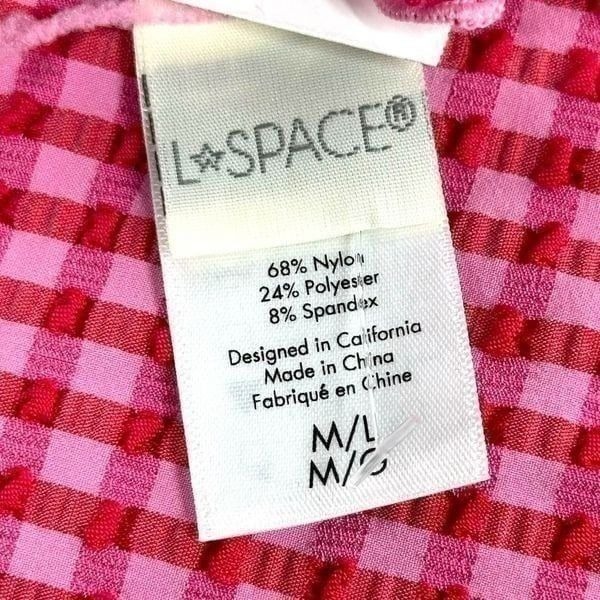 L☆SPACE®
68% Nylon
24% Polyester
8% Spandex
Designed in California
Made in China
Fabriqué en Chine
M/L
M/G